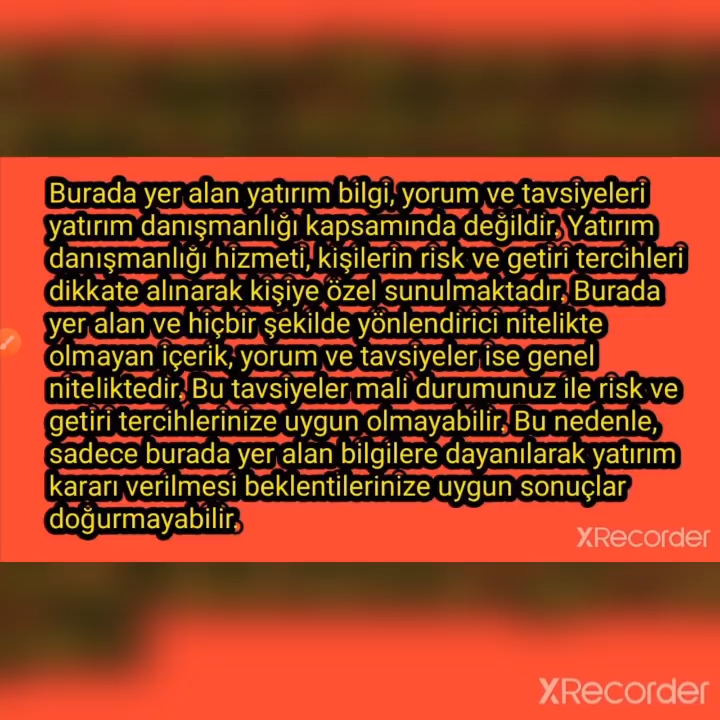 Burada yer alan yatırım bilgi, yorum ve tavsiyeleri
yatırım danışmanlığı kapsamında değildir. Yatırım
danışmanlığı hizmeti, kişilerin risk ve getiri tercihleri
dikkate alınarak kişiye özel sunulmaktadır. Burada
yer alan ve hiçbir şekilde yönlendirici nitelikte
olmayan içerik, yorum ve tavsiyeler ise genel
niteliktedir. Bu tavsiyeler mali durumunuz ile risk ve
getiri tercihlerinize uygun olmayabilir. Bu nedenle,
sadece burada yer alan bilgilere dayanılarak yatırım
kararı verilmesi beklentilerinize uygun sonuçlar
doğurmayabilir.
XRecorder
XRecorder